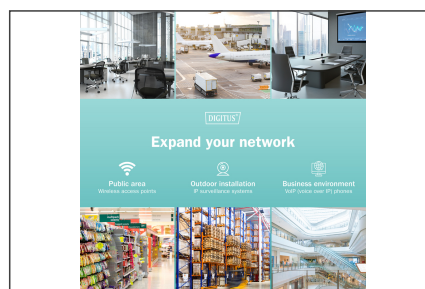 DIGITUS
Expand your network
Public area
Wireless access points
Outdoor installation
IP surveillance systems
Business environment
VoIP (voice over IP) phones